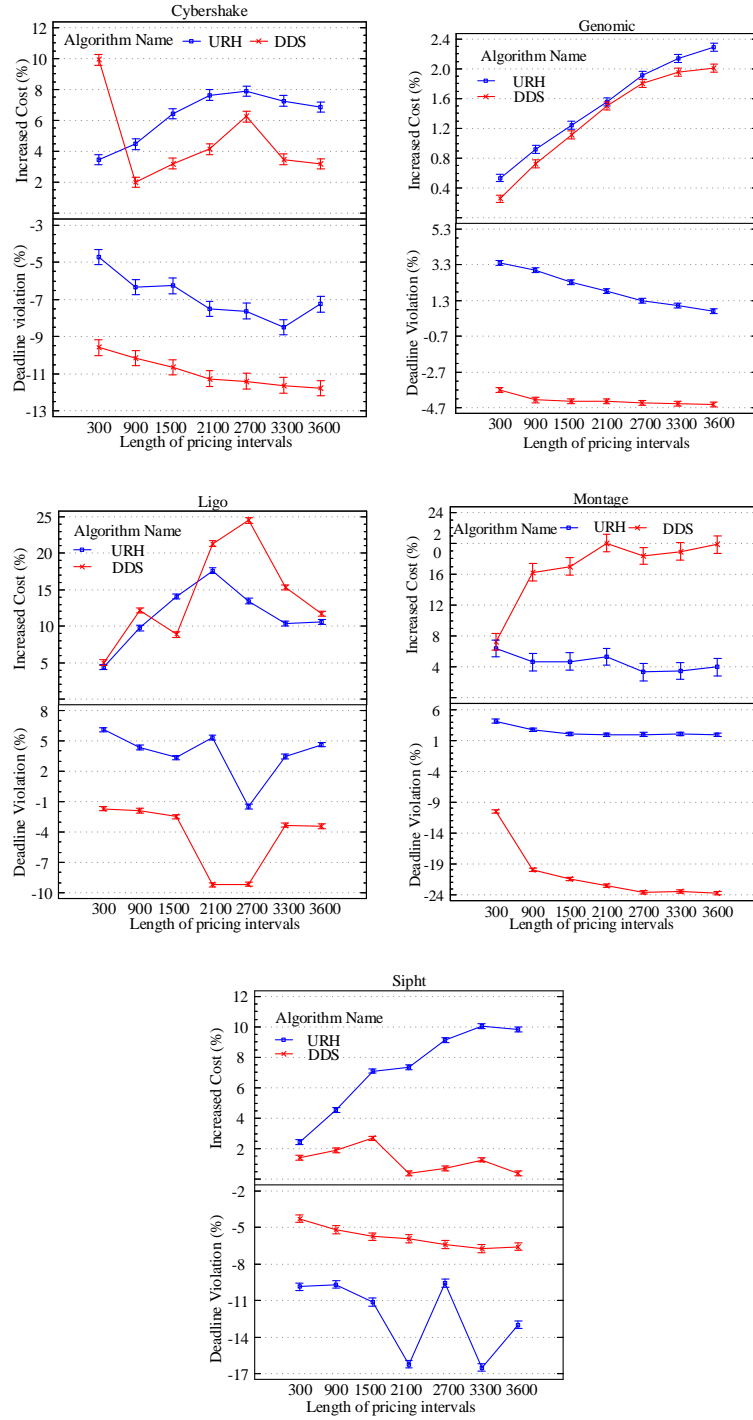 Cybershake
Algorithm Name URH DDS
Increased Cost (%)
12
10
8
6
4
2
Deadline violation (%)
-3
-5
-7
-9
-11
-13
300 900 1500 2100 2700 3300 3600
Length of pricing intervals
Genomic
Algorithm Name
URH
DDS
Increased Cost (%)
2.4
2.0
1.6
1.2
0.8
0.4
Deadline Violation (%)
5.3
3.3
1.3
-0.7
-2.7
-4.7
300 900 1500 2100 2700 3300 3600
Length of pricing intervals
Ligo
Algorithm Name
URH
DDS
Increased Cost (%)
25
20
15
10
5
Deadline Violation (%)
8
5
2
-1
-4
-7
-10
300 900 1500 2100 2700 3300 3600
Length of pricing intervals
Montage
Algorithm Name URH DDS
Increased Cost (%)
24
2
0
16
12
8
4
Deadline Violation (%)
6
1
-4
-9
-14
-19
-24
300 900 1500 2100 2700 3300 3600
Length of pricing intervals
Sipht
Algorithm Name
URH
DDS
Increased Cost (%)
12
10
8
6
4
2
Deadline Violation (%)
-2
-5
-8
-11
-14
-17
300 900 1500 2100 2700 3300 3600
Length of pricing intervals